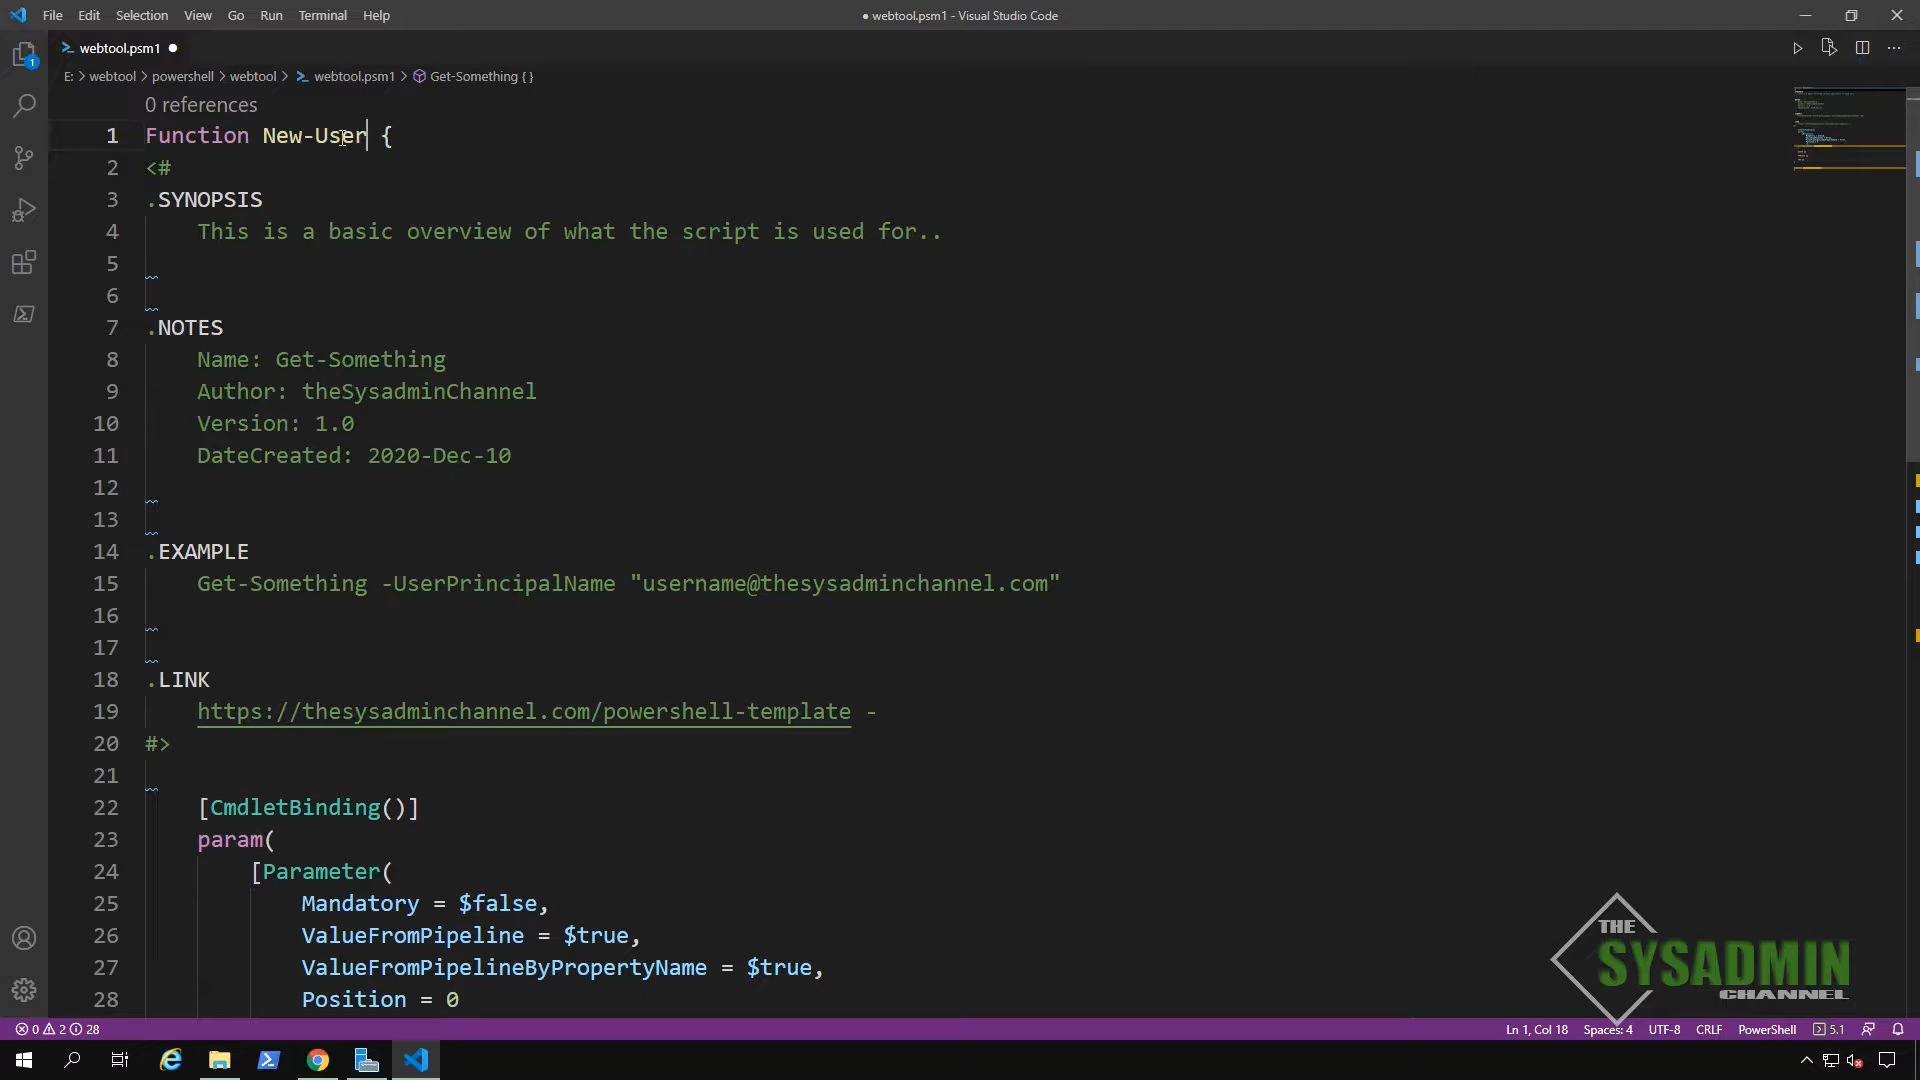 File Edit Selection View Go Run Terminal Help
● webtool.psm1 - Visual Studio Code
webtool.psm1 ●
E: > webtool > powershell > webtool > webtool.psm1 > Get-Something { }
0 references
1 Function New-User {
2 <#
3 .SYNOPSIS
4 This is a basic overview of what the script is used for..
5
6
7 .NOTES
8 Name: Get-Something
9 Author: theSysadminChannel
10 Version: 1.0
11 DateCreated: 2020-Dec-10
12
13
14 .EXAMPLE
15 Get-Something -UserPrincipalName "username@thesysadminchannel.com"
16
17
18 .LINK
19 https://thesysadminchannel.com/powershell-template -
20 #>
21
22 [CmdletBinding()]
23 param(
24 [Parameter(
25 Mandatory = $false,
26 ValueFromPipeline = $true,
27 ValueFromPipelineByPropertyName = $true,
28 Position = 0
THE
SYSADMIN
CHANNEL
0 2 28
Ln 1, Col 18 Spaces: 4 UTF-8 CRLF PowerShell 5.1